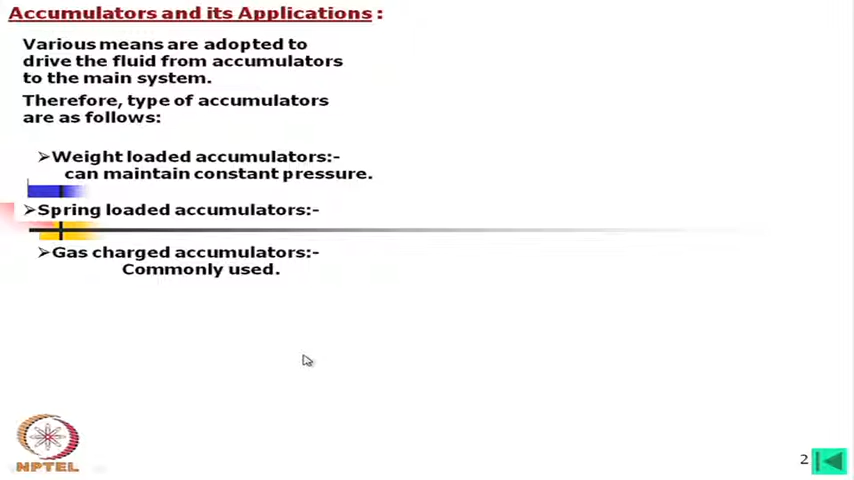 Accumulators and its Applications :
Various means are adopted to
drive the fluid from accumulators
to the main system.
Therefore, type of accumulators
are as follows:
➢Weight loaded accumulators:-
can maintain constant pressure.
➢Spring loaded accumulators:-
➢Gas charged accumulators:-
Commonly used.
NPTEL
2